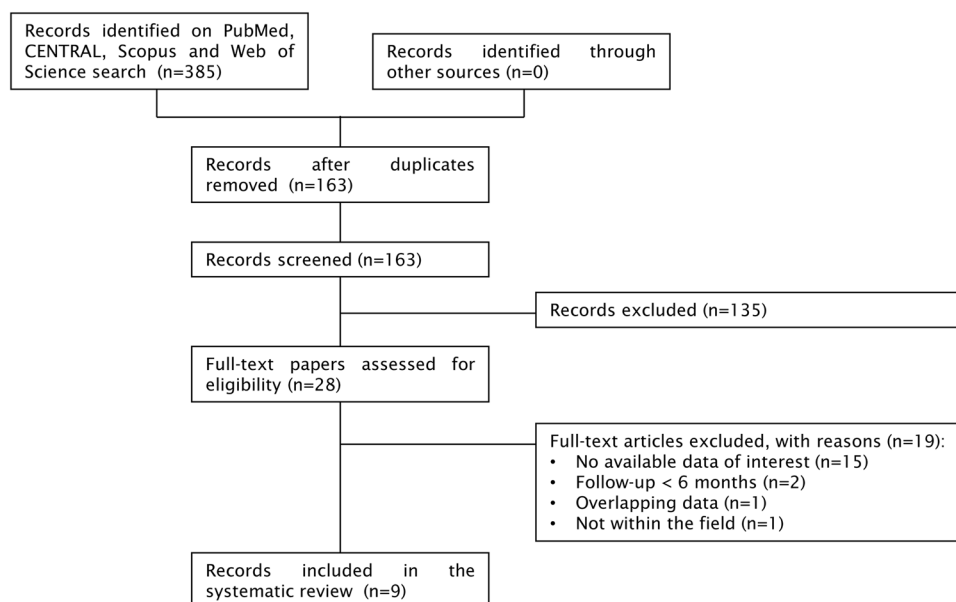 Records identified on PubMed,
CENTRAL, Scopus and Web of
Science search (n=385)
Records identified through
other sources (n=0)
Records after duplicates
removed (n=163)
Records screened (n=163)
Records excluded (n=135)
Full-text papers assessed for
eligibility (n=28)
Full-text articles excluded, with reasons (n=19):
• No available data of interest (n=15)
• Follow-up < 6 months (n=2)
• Overlapping data (n=1)
• Not within the field (n=1)
Records included in the
systematic review (n=9)